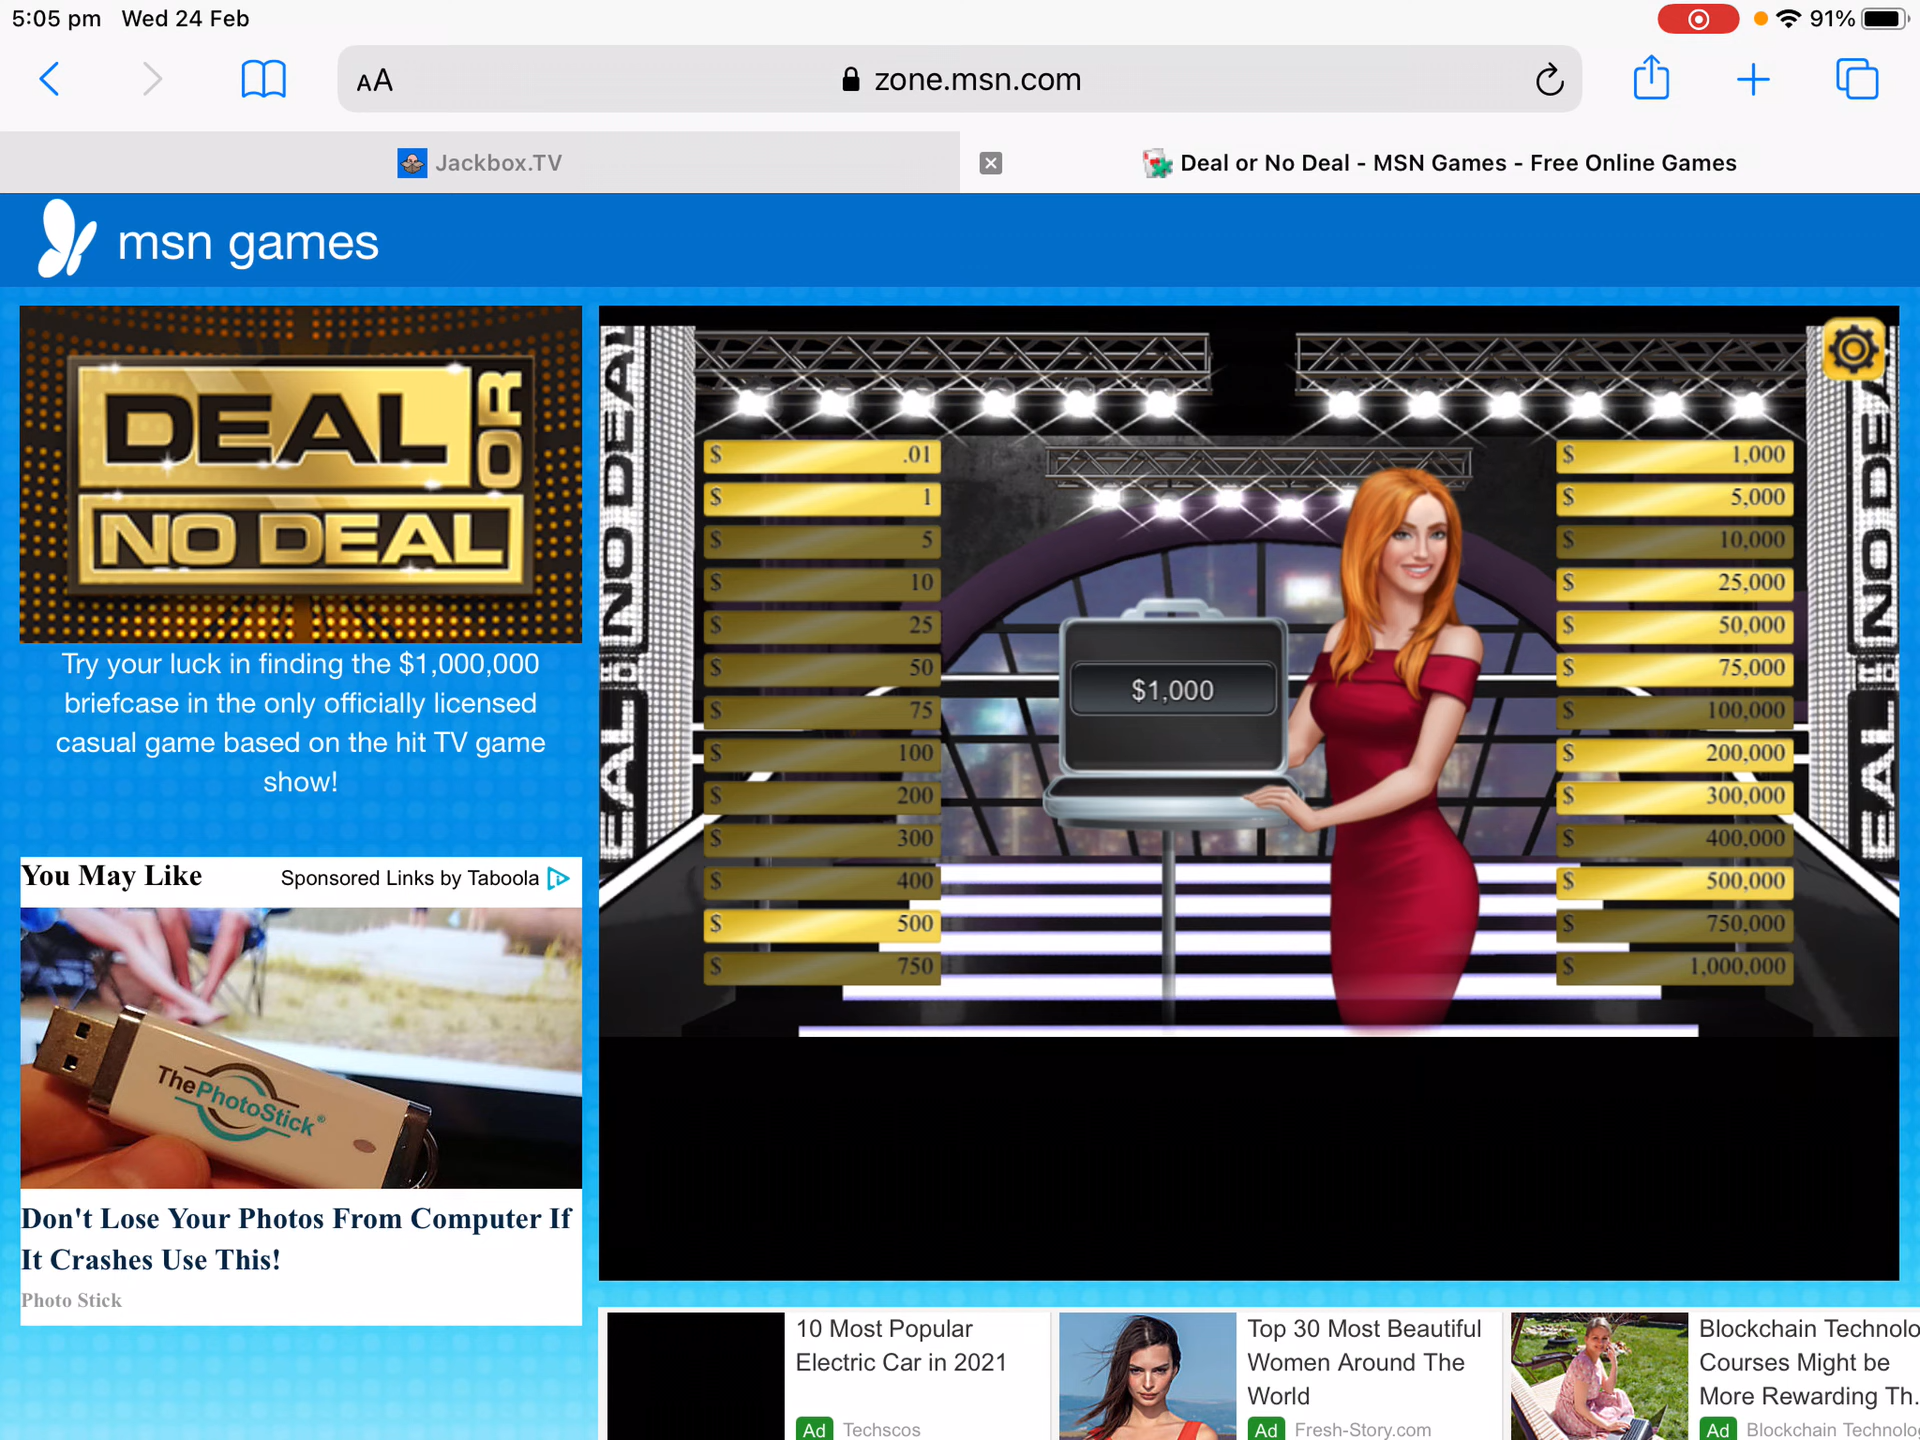 5:05 pm Wed 24 Feb
91%
AA
zone.msn.com
Jackbox.TV
Deal or No Deal - MSN Games - Free Online Games
msn games
DEAL OR
NO DEAL
Try your luck in finding the $1,000,000
briefcase in the only officially licensed
casual game based on the hit TV game
show!
You May Like
Sponsored Links by Taboola
ThePhotoStick®
Don't Lose Your Photos From Computer If
It Crashes Use This!
Photo Stick
NO DEAL
$ .01
$ 1
$ 5
$ 10
$ 25
$ 50
$ 75
$ 100
$ 200
$ 300
$ 400
$ 500
$ 750
$1,000
$ 1,000
$ 5,000
$ 10,000
$ 25,000
$ 50,000
$ 75,000
$ 100,000
$ 200,000
$ 300,000
$ 400,000
$ 500,000
$ 750,000
$ 1,000,000
10 Most Popular
Electric Car in 2021
Ad Techscos
Top 30 Most Beautiful
Women Around The
World
Ad Fresh-Story.com
Courses Might be
More Rewarding
Ad Blockchain